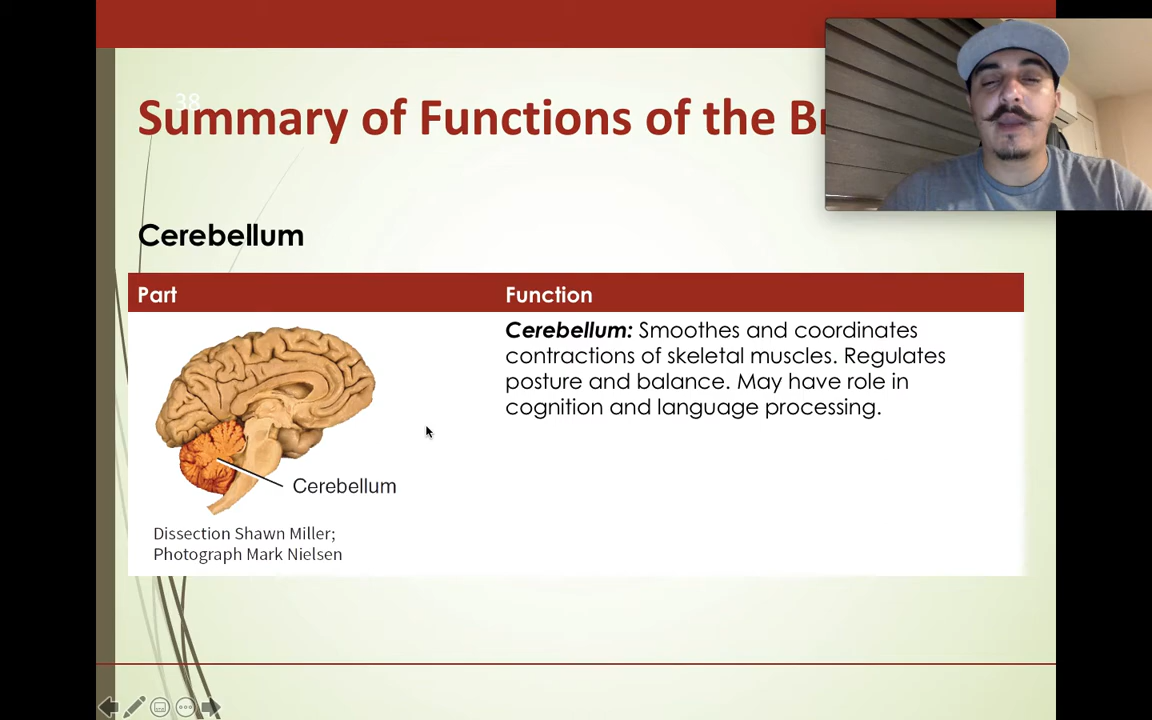 38
Summary of Functions of the
Cerebellum
Part
Function
Cerebellum: Smoothes and coordinates
contractions of skeletal muscles. Regulates
posture and balance. May have role in
cognition and language processing.
Cerebellum
Dissection Shawn Miller;
Photograph Mark Nielsen